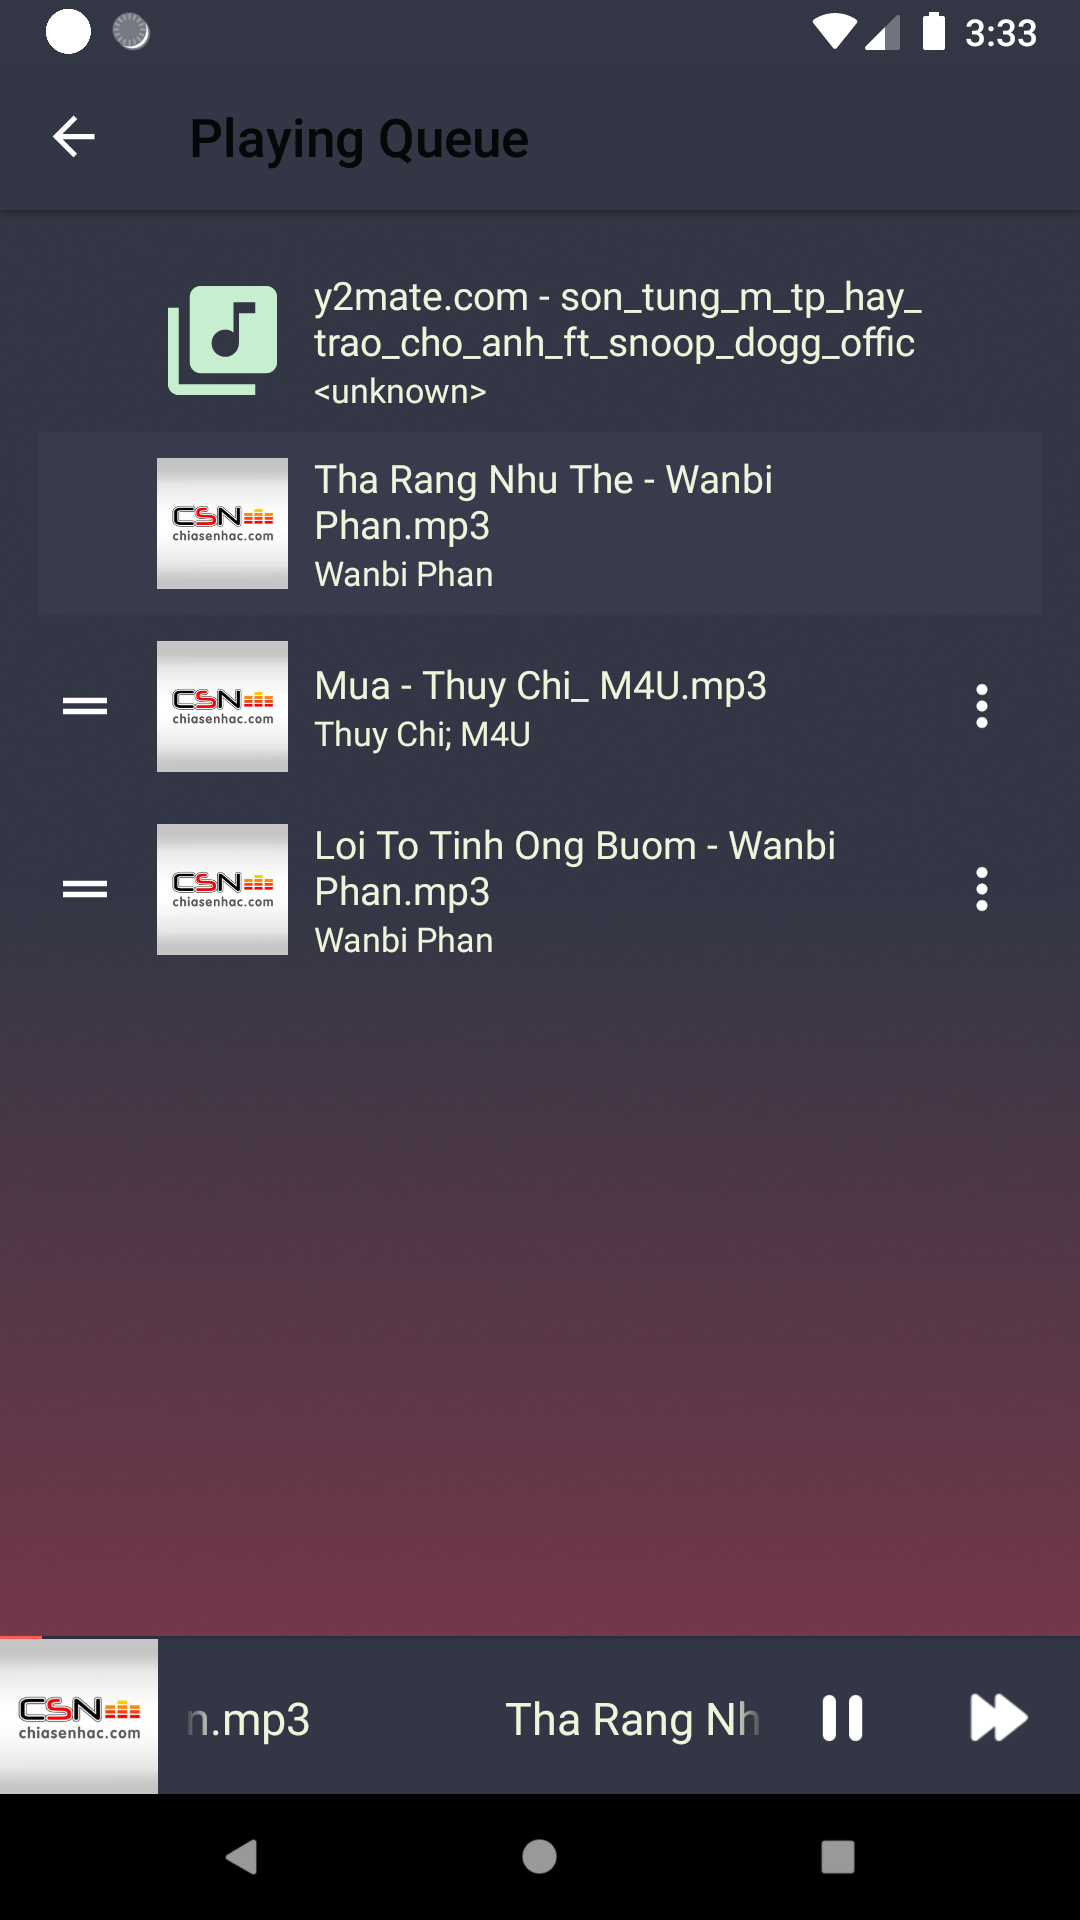 3:33
Playing Queue
y2mate.com - son_tung_m_tp_hay_
trao_cho_anh_ft_snoop_dogg_offic
<unknown>
CSN
chiasenhac.com
Tha Rang Nhu The - Wanbi
Phan.mp3
Wanbi Phan
CSN
chiasenhac.com
Mua - Thuy Chi_ M4U.mp3
Thuy Chi; M4U
CSN
chiasenhac.com
Loi To Tinh Ong Buom - Wanbi
Phan.mp3
Wanbi Phan
CSN
chiasenhac.com
n.mp3 Tha Rang Nh